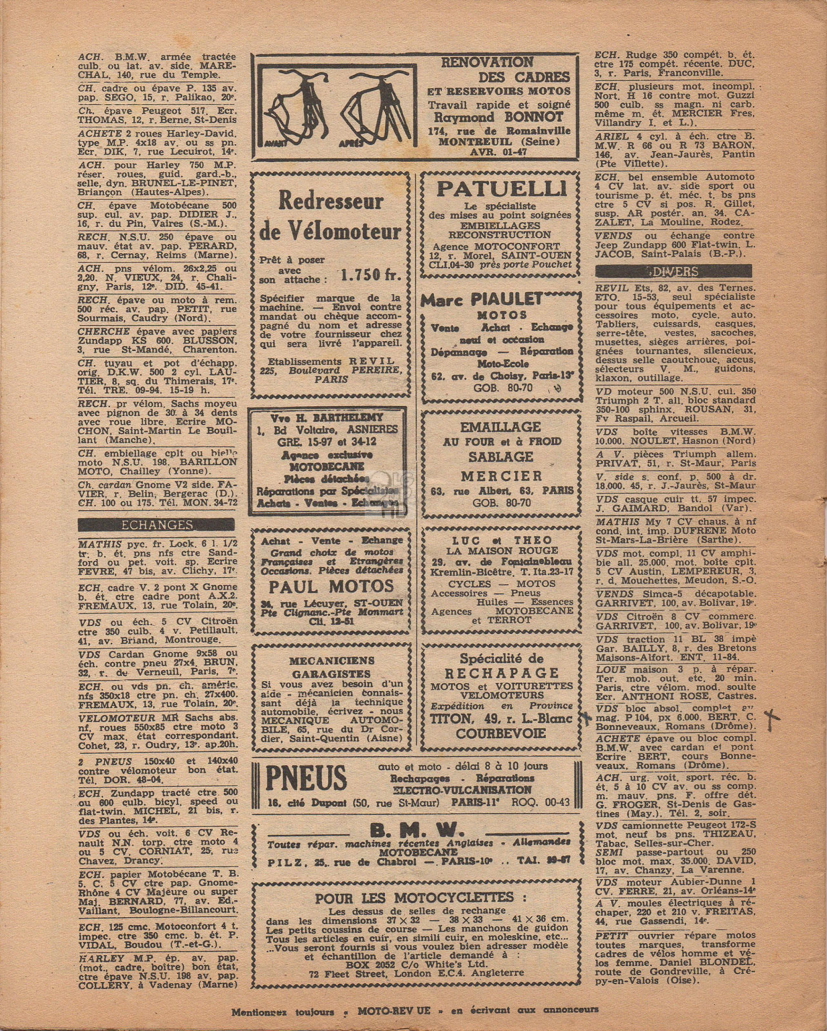 ACH. B.M.W. armée tractée
culb. ou lat. av. side. MARE-
CHAL, 140, rue du Temple.
CH. cadre ou épave P. 135 av.
pap. SEGO, 15, r. Palikao, 20e.
Ch. épave Peugeot 517. Ecr.
THOMAS, 12, r. Berne, St-Denis
ACHETE 2 roues Harley-David.
type M.P. 4x18 av. ou ss pn.
Ecr. DIK, 7, rue Lecuirot, 14e.
ACH. pour Harley 750 M.P.
réser. roues, guid. gard.-b.,
selle, dyn. BRUNEL-LE-PINET,
Briançon (Hautes-Alpes).
CH. épave Motobécane 500
sup. cul. av. pap. DIDIER J.,
16, r. du Pin, Vaires (S.-M.).
RECH. N.S.U. 250 épave ou
mauv. état av. pap. PERARD,
68, r. Cernay, Reims (Marne).
ACH. pns vélom. 26x2,25 ou
2,20. N. VIEUX, 24, r. Chali-
gny, Paris, 12e. DID. 45-41.
RECH. épave ou moto à rem.
500 réc. av. pap. PETIT, rue
Sourmais, Caudry (Nord).
CHERCHE épave avec papiers
Zundapp KS 600. BLUSSON,
3, rue St-Mandé, Charenton.
CH. tuyau et pot d'échapp.
orig. D.K.W. 500 2 cyl. LAU-
TIER, 8, sq. du Thimerais, 17e.
Tél. TRE. 09-94. 15-19 h.
RECH. pr vélom. Sachs moyeu
avec pignon de 30 à 34 dents
avec roue libre. Ecrire MO-
CHON, Saint-Martin Le Bouil-
lant (Manche).
CH. embiellage cplt ou bielle
moto N.S.U. 198. BARILLON
MOTO, Chailley (Yonne).
Ch. cardan Gnome V2 side. FA-
VIER, r. Belin, Bergerac (D.).
CH. 100 ou 175. Tél. MON. 34-72
ECHANGES
MATHIS pyc. fr. Lock. 6 l. 1/2
tr. b. ét. pns nfs ctre Sand-
ford ou pet. voit. sp. Ecrire
FEVRE, 47 bis, av. Clichy, 17e.
ECH. cadre V. 2 pont X Gnome
b. ét. ctre cadre pont A.X.2.
FREMAUX, 13, rue Tolain, 20e.
VDS ou éch. 5 CV Citroën
ctre 350 culb. 4 v. Petillault,
41, av. Briand, Montrouge.
VDS Cardan Gnome 9x58 ou
éch. contre pneu 27x4. BRUN,
32, r. de Verneuil, Paris, 7e.
ECH. ou vds pn. ch. améric.
nfs 350x18 ctre pn. ch. 27x400.
FREMAUX, 13, rue Tolain, 20e.
VELOMOTEUR MR Sachs abs.
nf, roues 550x85 ctre moto 3
CV max. état correspondant.
Cohet, 23, r. Oudry, 13e. ap.20h.
2 PNEUS 150x40 et 140x40
contre vélomoteur bon état.
Tél. DOR. 48-04.
ECH. Zundapp tracté ctre 500
ou 600 culb. bicyl, speed ou
flat-twin. MICHEL, 21 bis, r.
des Plantes, 14e.
VDS ou éch. voit. 6 CV Re-
nault N.N. torp. ctre moto 4
ou 5 CV. CORNIAT, 25, rue
Chavez, Drancy.
ECH. papier Motobécane T. B.
5. C. 5 CV ctre pap. Gnome-
Rhône 4 CV Majeure ou super
Maj. BERNARD, 77, av. Ed.-
Vaillant, Boulogne-Billancourt.
ECH. 125 cmc. Motoconfort 4 t.
impec. ctre 350 cmc. b. ét. P.
VIDAL, Boudou (T.-et-G.).
HARLEY M.P. ép. av. pap.
(mot., cadre, boître) bon état,
ctre épave N.S.U. 198 av. pap.
COLLERY, à Vadenay (Marne)
AVANT APRÈS
RENOVATION
DES CADRES
ET RESERVOIRS MOTOS
Travail rapide et soigné
Raymond BONNOT
174, rue de Romainville
MONTREUIL (Seine)
AVR. 01-47
Redresseur
de Vélomoteur
Prêt à poser
avec
son attache : 1.750 fr.
Spécifier marque de la
machine. — Envoi contre
mandat ou chèque accom-
pagné du nom et adresse
de votre fournisseur chez
qui sera livré l'appareil.
Etablissements REVIL
225, Boulevard PEREIRE,
PARIS
Vve H. BARTHELEMY
1, Bd Voltaire, ASNIERES
GRE. 15-97 et 34-12
Agence exclusive
MOTOBECANE
Pièces détachées
Réparations par Spécialistes
Achats - Ventes - Echanges
Achat - Vente - Echange
Grand choix de motos
Françaises et Etrangères
Occasions. Pièces détachées
PAUL MOTOS
34, rue Lécuyer, ST-OUEN
Pte Clignanc.-Pte Monmart
Cli. 12-51
MECANICIENS
GARAGISTES
Si vous avez besoin d'un
aide - mécanicien connais-
sant déjà la technique
automobile, écrivez - nous
MECANIQUE AUTOMO-
BILE, 65, rue du Dr Cor-
dier, Saint-Quentin (Aisne)
PATUELLI
Le spécialiste
des mises au point soignées
EMBIELLAGES
RECONSTRUCTION
Agence MOTOCONFORT
12, r. Morel, SAINT-OUEN
CLI.04-30 près porte Pouchet
Marc PIAULET
MOTOS
Vente Achat - Echange
neuf et occasion
Dépannage — Réparation
Moto-Ecole
62, av. de Choisy, Paris-13e
GOB. 80-70
EMAILLAGE
AU FOUR et à FROID
SABLAGE
MERCIER
63, rue Albert, 63, PARIS
GOB. 80-70
LUC et THEO
LA MAISON ROUGE
29, av. de Fontainebleau
Kremlin-Bicêtre, T. Ita.23-17
CYCLES — MOTOS
Accessoires — Pneus
Huiles — Essences
Agences MOTOBECANE
et TERROT
Spécialité de
RECHAPAGE
MOTOS et VOITURETTES
VELOMOTEURS
Expédition en Province
TITON, 49, r. L.-Blanc
COURBEVOIE
PNEUS
auto et moto - délai 8 à 10 jours
Rechapages - Réparations
ELECTRO-VULCANISATION
16, cité Dupont (50, rue St-Maur) PARIS-11e ROQ. 00-43
B.M.W.
Toutes répar. machines récentes Anglaises - Allemandes
MOTOBECANE
PILZ, 25, rue de Chabrol — PARIS-10e .. TAI.
POUR LES MOTOCYCLETTES :
Les dessus de selles de rechange
dans les dimensions 37 × 32 — 38 × 33 — 41 × 36 cm.
Les petits coussins de course — Les manchons de guidon
Tous les articles en cuir, en simili cuir, en moleskine, etc...
...Vous seront fournis si vous voulez bien adresser modèle
et échantillon de l'article demandé à :
BOX 2052 C/o White's Ltd.
72 Fleet Street, London E.C.4. Angleterre
ECH. Rudge 350 compét. b. ét.
ctre 175 compét. récente. DUC,
3, r. Paris, Franconville.
ECH. plusieurs mot. incompl.
Nort. H 16 contre mot. Guzzi
500 culb. ss magn. ni carb.
même m. ét. MERCIER Fres,
Villandry I. et L.).
ARIEL 4 cyl. à éch. ctre B.
M.W. R 66 ou R 73 BARON,
146, av. Jean-Jaurès, Pantin
(Pte Villette).
ECH. bel ensemble Automoto
4 CV lat. av. side sport ou
tourisme p. ét. méc. t. bs pns
ctre 5 CV si pos. R. Gillet,
susp. AR postér. an. 34. CA-
ZALET, La Mouline, Rodez.
VENDS ou échange contre
Jeep Zundapp 600 Flat-twin. L.
JACOB, Saint-Palais (B.-P.).
DIVERS
REVIL Ets, 82, av. des Ternes.
ETO. 15-53, seul spécialiste
pour tous équipements et ac-
cessoires moto, cycle, auto.
Tabliers, cuissards, casques,
serre-tête, vestes, sacoches,
musettes, sièges arrières, poi-
gnées tournantes, silencieux,
dessus selle caoutchouc, accus,
sélecteurs V. M., guidons,
klaxon, outillage.
VD moteur 500 N.S.U. cul. 350
Triumph 2 T. all. bloc standard
350-100 sphinx. ROUSAN, 31,
Fv Raspail, Arcueil.
VDS boîte vitesses B.M.W.
10.000. NOULET, Hasnon (Nord)
A V. pièces Triumph allem.
PRIVAT, 51, r. St-Maur, Paris
V. side s. conf. p. 500 à dr.
18.000. 45, r. J.-Jaurès, St-Maur
VDS casque cuir tt. 57 impec.
J. GAIMARD, Bandol (Var).
MATHIS My 7 CV chaus. à nf
cond. int. imp. DUFRENE Moto
St-Mars-La-Brière (Sarthe).
VDS mot. compl. 11 CV amphi-
bie all. 25.000, mot. boîte cplt.
5 CV Austin. LEMPEREUR, 3,
r. d. Mouchettes, Meudon, S.-O.
VENDS Simca-5 décapotable.
GARRIVET, 100, av. Bolivar, 19e.
VDS Citroën 8 CV commerc.
GARRIVET, 100, av. Bolivar, 19e
VDS traction 11 BL 38 impé
Gar. BAILLY, 8, r. des Bretons
Maisons-Alfort. ENT. 11-84.
LOUE maison 3 p. à répar.
Ter. mob. out. etc, 20 min.
Paris, ctre vélom. mod. soulte
Ecr. ANTHONI ROSE, Castres.
VDS bloc absol. complet
mag. P 104, px 6.000. BERT, C.
Bonneveaux, Romans (Drôme).
ACHETE épave ou bloc compl.
B.M.W. avec cardan et pont
Ecrire BERT, cours Bonne-
veaux, Romans (Drôme).
ACH. urg. voit. sport. réc. b.
ét, 5 à 10 CV av. ou ss comp.
m. mauv. pns. F. offre dét.
G. FROGER, St-Denis de Gas-
tines (May.). Tél. 2, soir.
VDS camionnette Peugeot 172-S
mot. neuf bs pns. THIZEAU,
Tabac, Selles-sur-Cher.
SEMI passe-partout ou 250
bloc mot. max. 35.000. DAVID,
17, av. Chanzy, La Varenne.
VDS moteur Aubier-Dunne 1
CV. FERRE, 21, av. Orléans-14e
A V. moules électriques à ré-
chaper, 220 et 210 v. FREITAS,
44, rue Gassendi, 14e.
PETIT ouvrier répare motos
toutes marques, transforme
cadres de vélos homme et vé-
los femme. Daniel BLONDEL,
route de Gondreville, à Cré-
py-en-Valois (Oise).
Mentionnez toujours « MOTO-REVUE » en écrivant aux annonceurs